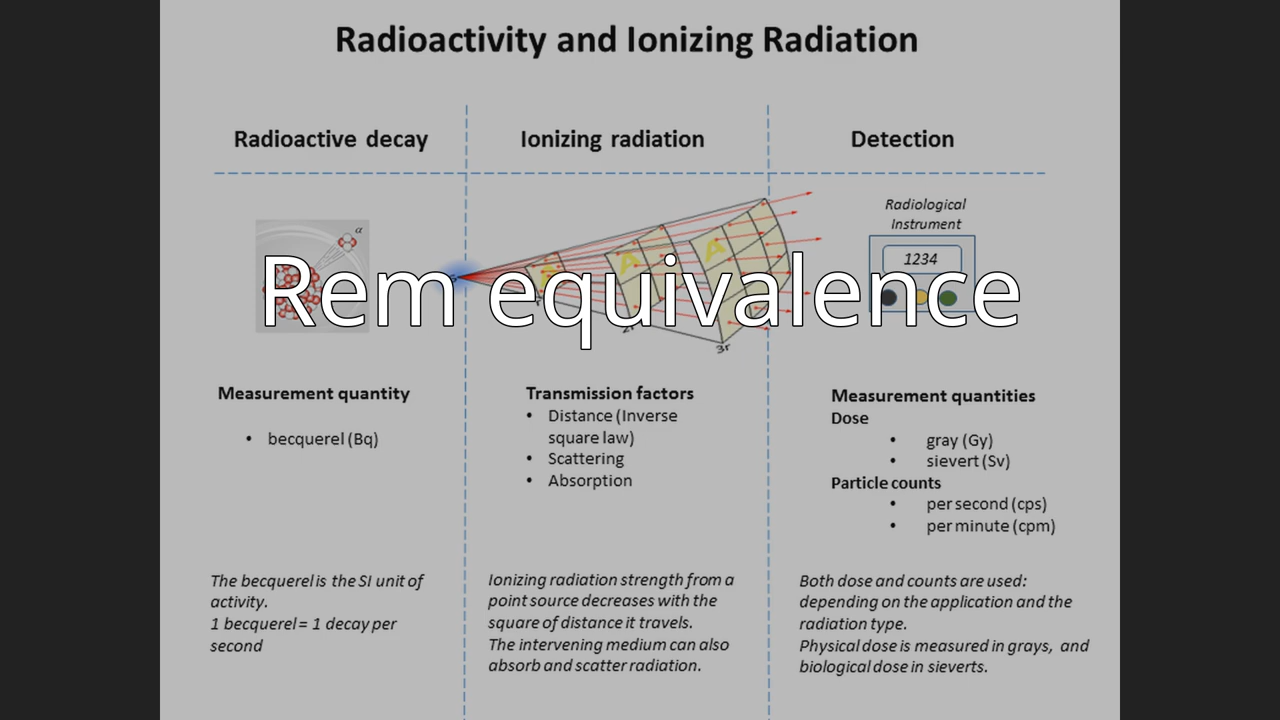 Radioactivity and Ionizing Radiation
Radioactive decay
Ionizing radiation
Detection
Radiological
Instrument
1234
α
A
A
A
3r
Rem equivalence
Measurement quantity
• becquerel (Bq)
Transmission factors
• Distance (Inverse
square law)
• Scattering
• Absorption
Measurement quantities
Dose
• gray (Gy)
• sievert (Sv)
Particle counts
• per second (cps)
• per minute (cpm)
The becquerel is the SI unit of
activity.
1 becquerel = 1 decay per
second
Ionizing radiation strength from a
point source decreases with the
square of distance it travels.
The intervening medium can also
absorb and scatter radiation.
Both dose and counts are used:
depending on the application and the
radiation type.
Physical dose is measured in grays, and
biological dose in sieverts.